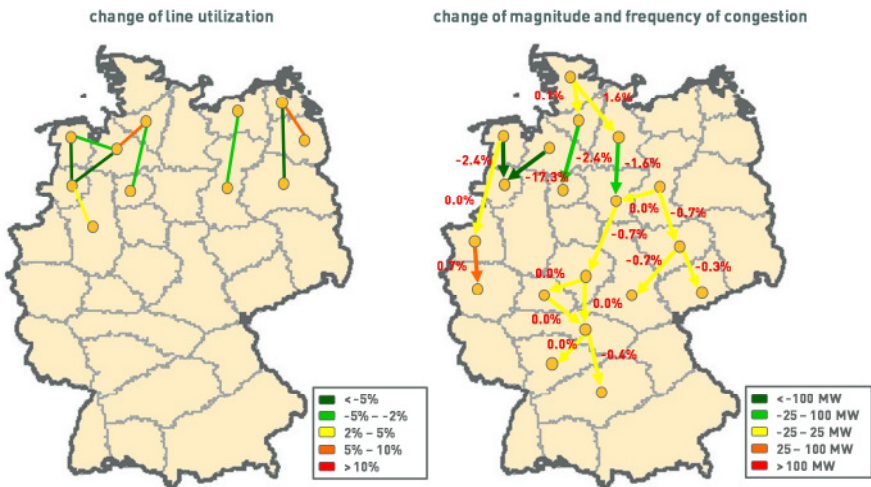 change of line utilization
change of magnitude and frequency of congestion
0.1%
1.6%
-2.4%
-17.3%
-2.4%
-1.6%
0.0%
0.0%
-0.7%
0.7%
-0.7%
-0.7%
-0.3%
0.0%
0.0%
0.0%
0.0%
-0.4%
<-5%
-5% – -2%
2% – 5%
5% – 10%
>10%
<-100 MW
-25 – 100 MW
-25 – 25 MW
25 – 100 MW
> 100 MW